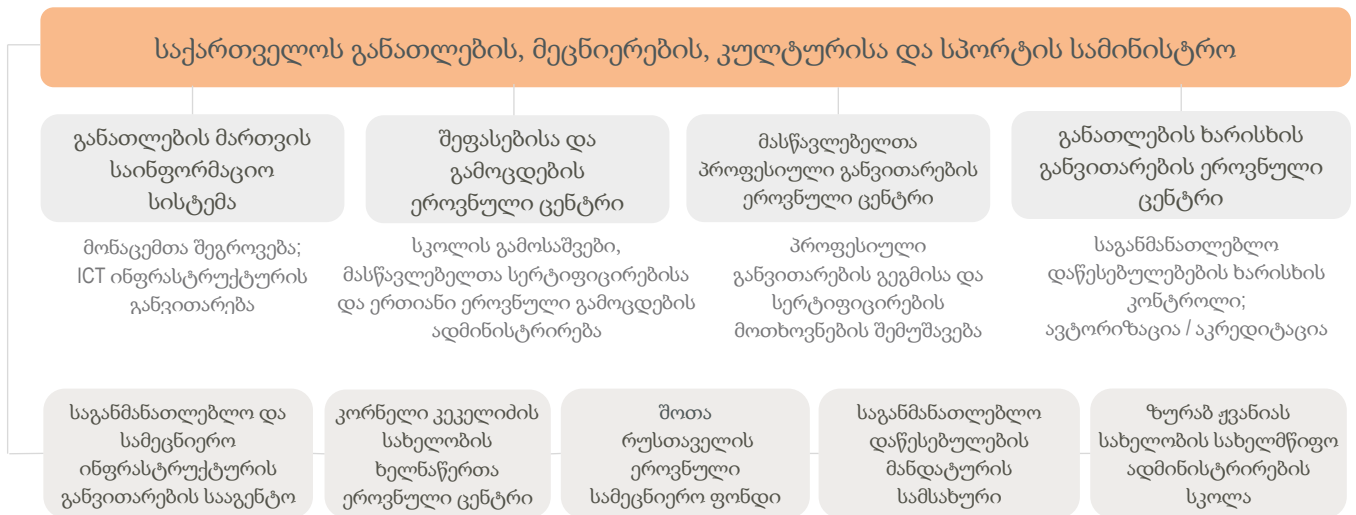 საქართველოს განათლების, მეცნიერების, კულტურისა და სპორტის სამინისტრო
განათლების მართვის
საინფორმაციო
სისტემა
შეფასებისა და
გამოცდების
ეროვნული ცენტრი
მასწავლებელთა
პროფესიული განვითარების
ეროვნული ცენტრი
განათლების ხარისხის
განვითარების ეროვნული
ცენტრი
მონაცემთა შეგროვება;
ICT ინფრასტრუქტურის
განვითარება
სკოლის გამოსაშვები,
მასწავლებელთა სერტიფიცირებისა
და ერთიანი ეროვნული გამოცდების
ადმინისტრირება
პროფესიული
განვითარების გეგმისა და
სერტიფიცირების
მოთხოვნების შემუშავება
საგანმანათლებლო
დაწესებულებების ხარისხის
კონტროლი;
ავტორიზაცია / აკრედიტაცია
საგანმანათლებლო და
სამეცნიერო
ინფრასტრუქტურის
განვითარების სააგენტო
კორნელი კეკელიძის
სახელობის
ხელნაწერთა
ეროვნული ცენტრი
შოთა
რუსთაველის
ეროვნული
სამეცნიერო ფონდი
საგანმანათლებლო
დაწესებულების
მანდატურის
სამსახური
ზურაბ ჟვანიას
სახელობის სახელმწიფო
ადმინისტრირების
სკოლა